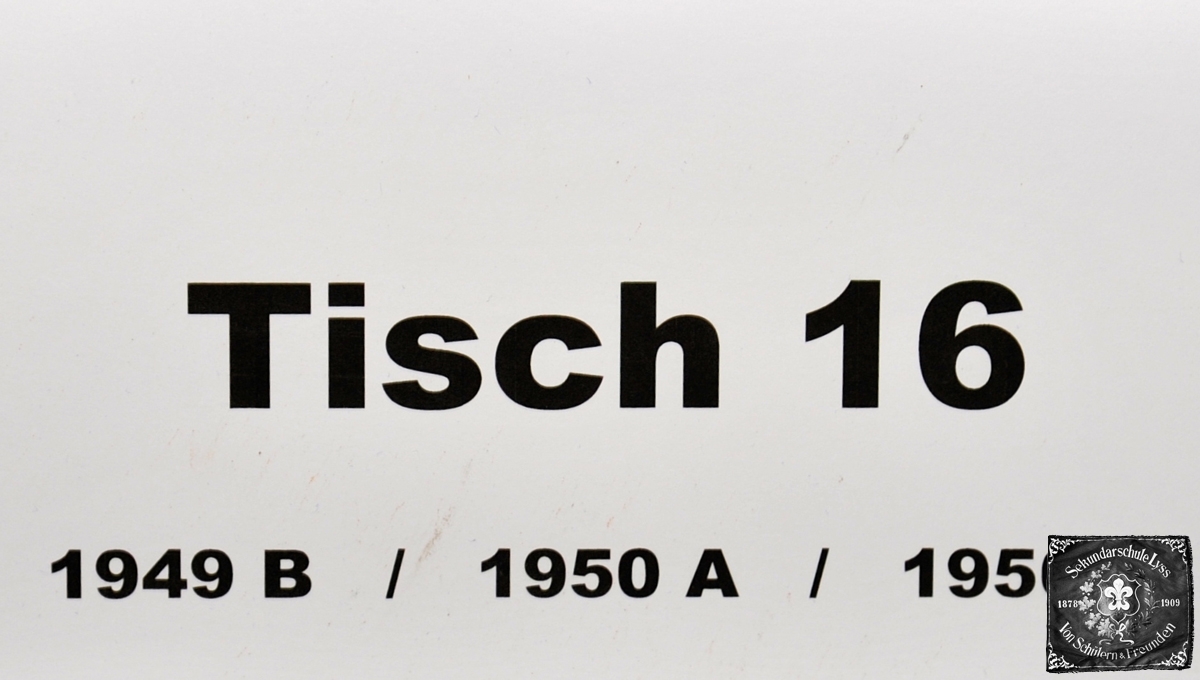 Tisch 16
1949 B / 1950 A / 195
Sekundarschule Lyss
1878 1909
Von Schülern & Freunden